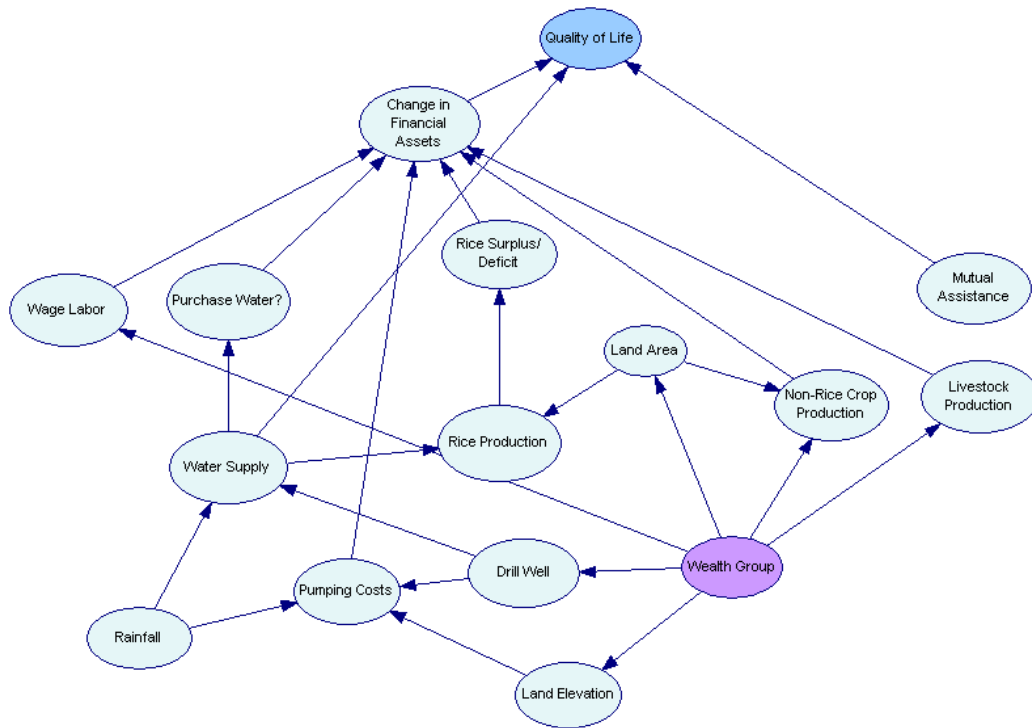 Quality of Life
Change in
Financial
Assets
Rice Surplus/
Deficit
Mutual
Assistance
Wage Labor
Purchase Water?
Land Area
Non-Rice Crop
Production
Livestock
Production
Rice Production
Water Supply
Drill Well
Wealth Group
Pumping Costs
Rainfall
Land Elevation